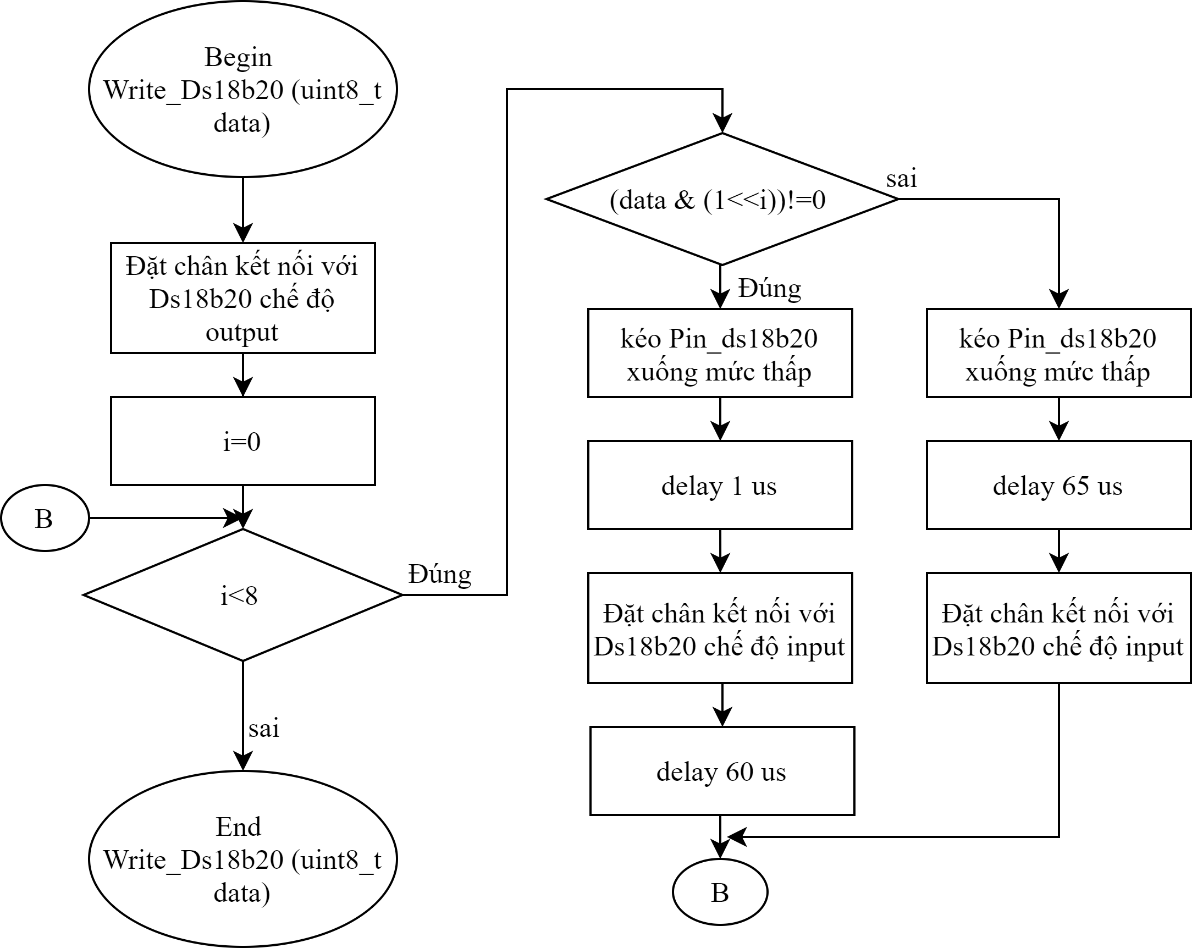 Begin
Write_Ds18b20 (uint8_t
data)
Đặt chân kết nối với
Ds18b20 chế độ
output
i=0
B
i<8
Đúng
sai
End
Write_Ds18b20 (uint8_t
data)
(data & (1<<i))!=0
sai
Đúng
kéo Pin_ds18b20
xuống mức thấp
delay 1 us
Đặt chân kết nối với
Ds18b20 chế độ input
delay 60 us
kéo Pin_ds18b20
xuống mức thấp
delay 65 us
Đặt chân kết nối với
Ds18b20 chế độ input
B